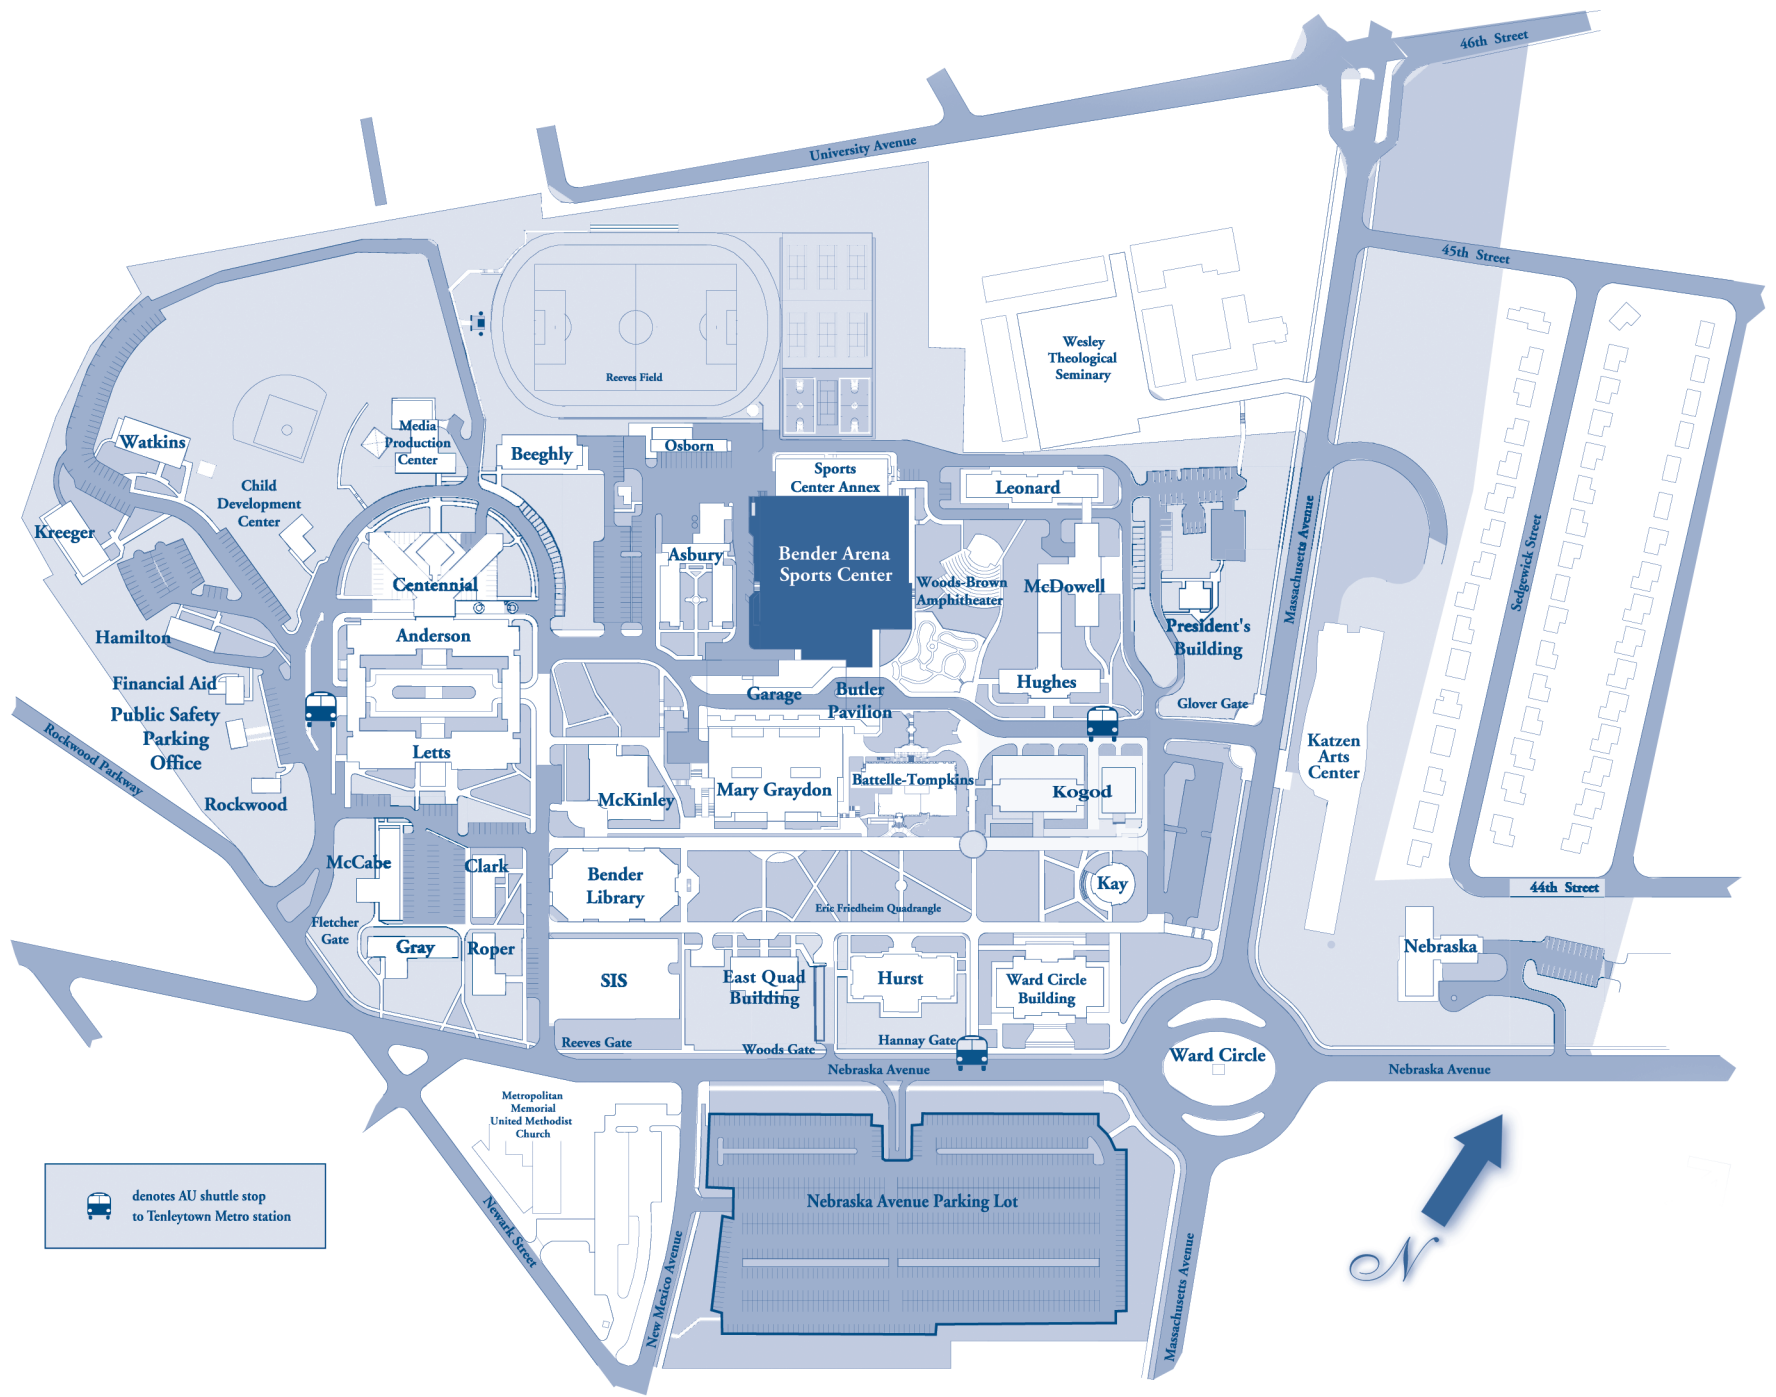 46th Street
University Avenue
45th Street
Wesley
Theological
Seminary
Reeves Field
Watkins
Media
Production
Center
Beeghly
Osborn
Sports
Center Annex
Leonard
Child
Development
Center
Kreeger
Massachusetts Avenue
Sedgewick Street
Bender Arena
Sports Center
Asbury
Centennial
Woods-Brown
Amphitheater
McDowell
President's
Building
Hamilton
Anderson
Financial Aid
Public Safety
Parking
Office
Garage
Butler
Pavilion
Hughes
Glover Gate
Rockwood Parkway
Letts
Katzen
Arts
Center
Rockwood
McKinley
Mary Graydon
Battelle-Tompkins
Kogod
McCabe
Clark
Bender
Library
Kay
44th Street
Eric Friedheim Quadrangle
Fletcher
Gate
Gray
Roper
SIS
East Quad
Building
Hurst
Ward Circle
Building
Nebraska
Reeves Gate
Woods Gate
Hannay Gate
Ward Circle
Nebraska Avenue
Nebraska Avenue
Metropolitan
Memorial
United Methodist
Church
Nebraska Avenue Parking Lot
denotes AU shuttle stop
to Tenleytown Metro station
Newark Street
New Mexico Avenue
Massachusetts Avenue
N